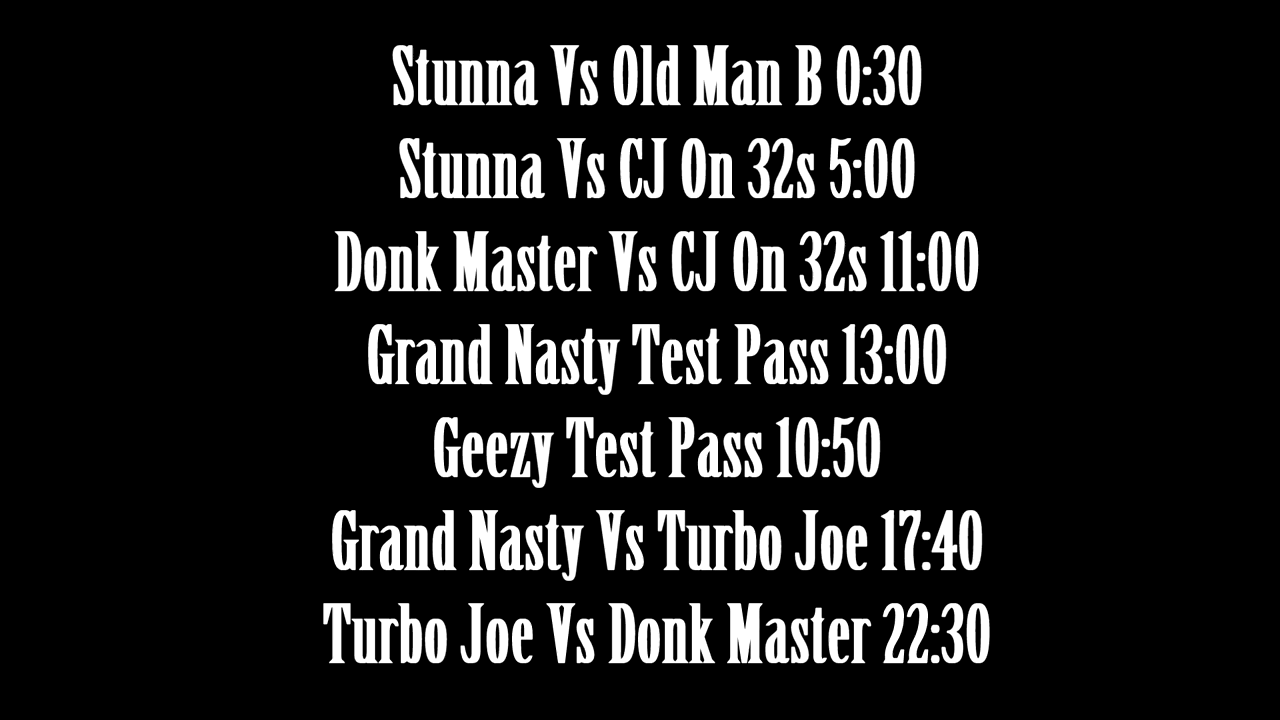 Stunna Vs Old Man B 0:30
Stunna Vs CJ On 32s 5:00
Donk Master Vs CJ On 32s 11:00
Grand Nasty Test Pass 13:00
Geezy Test Pass 10:50
Grand Nasty Vs Turbo Joe 17:40
Turbo Joe Vs Donk Master 22:30